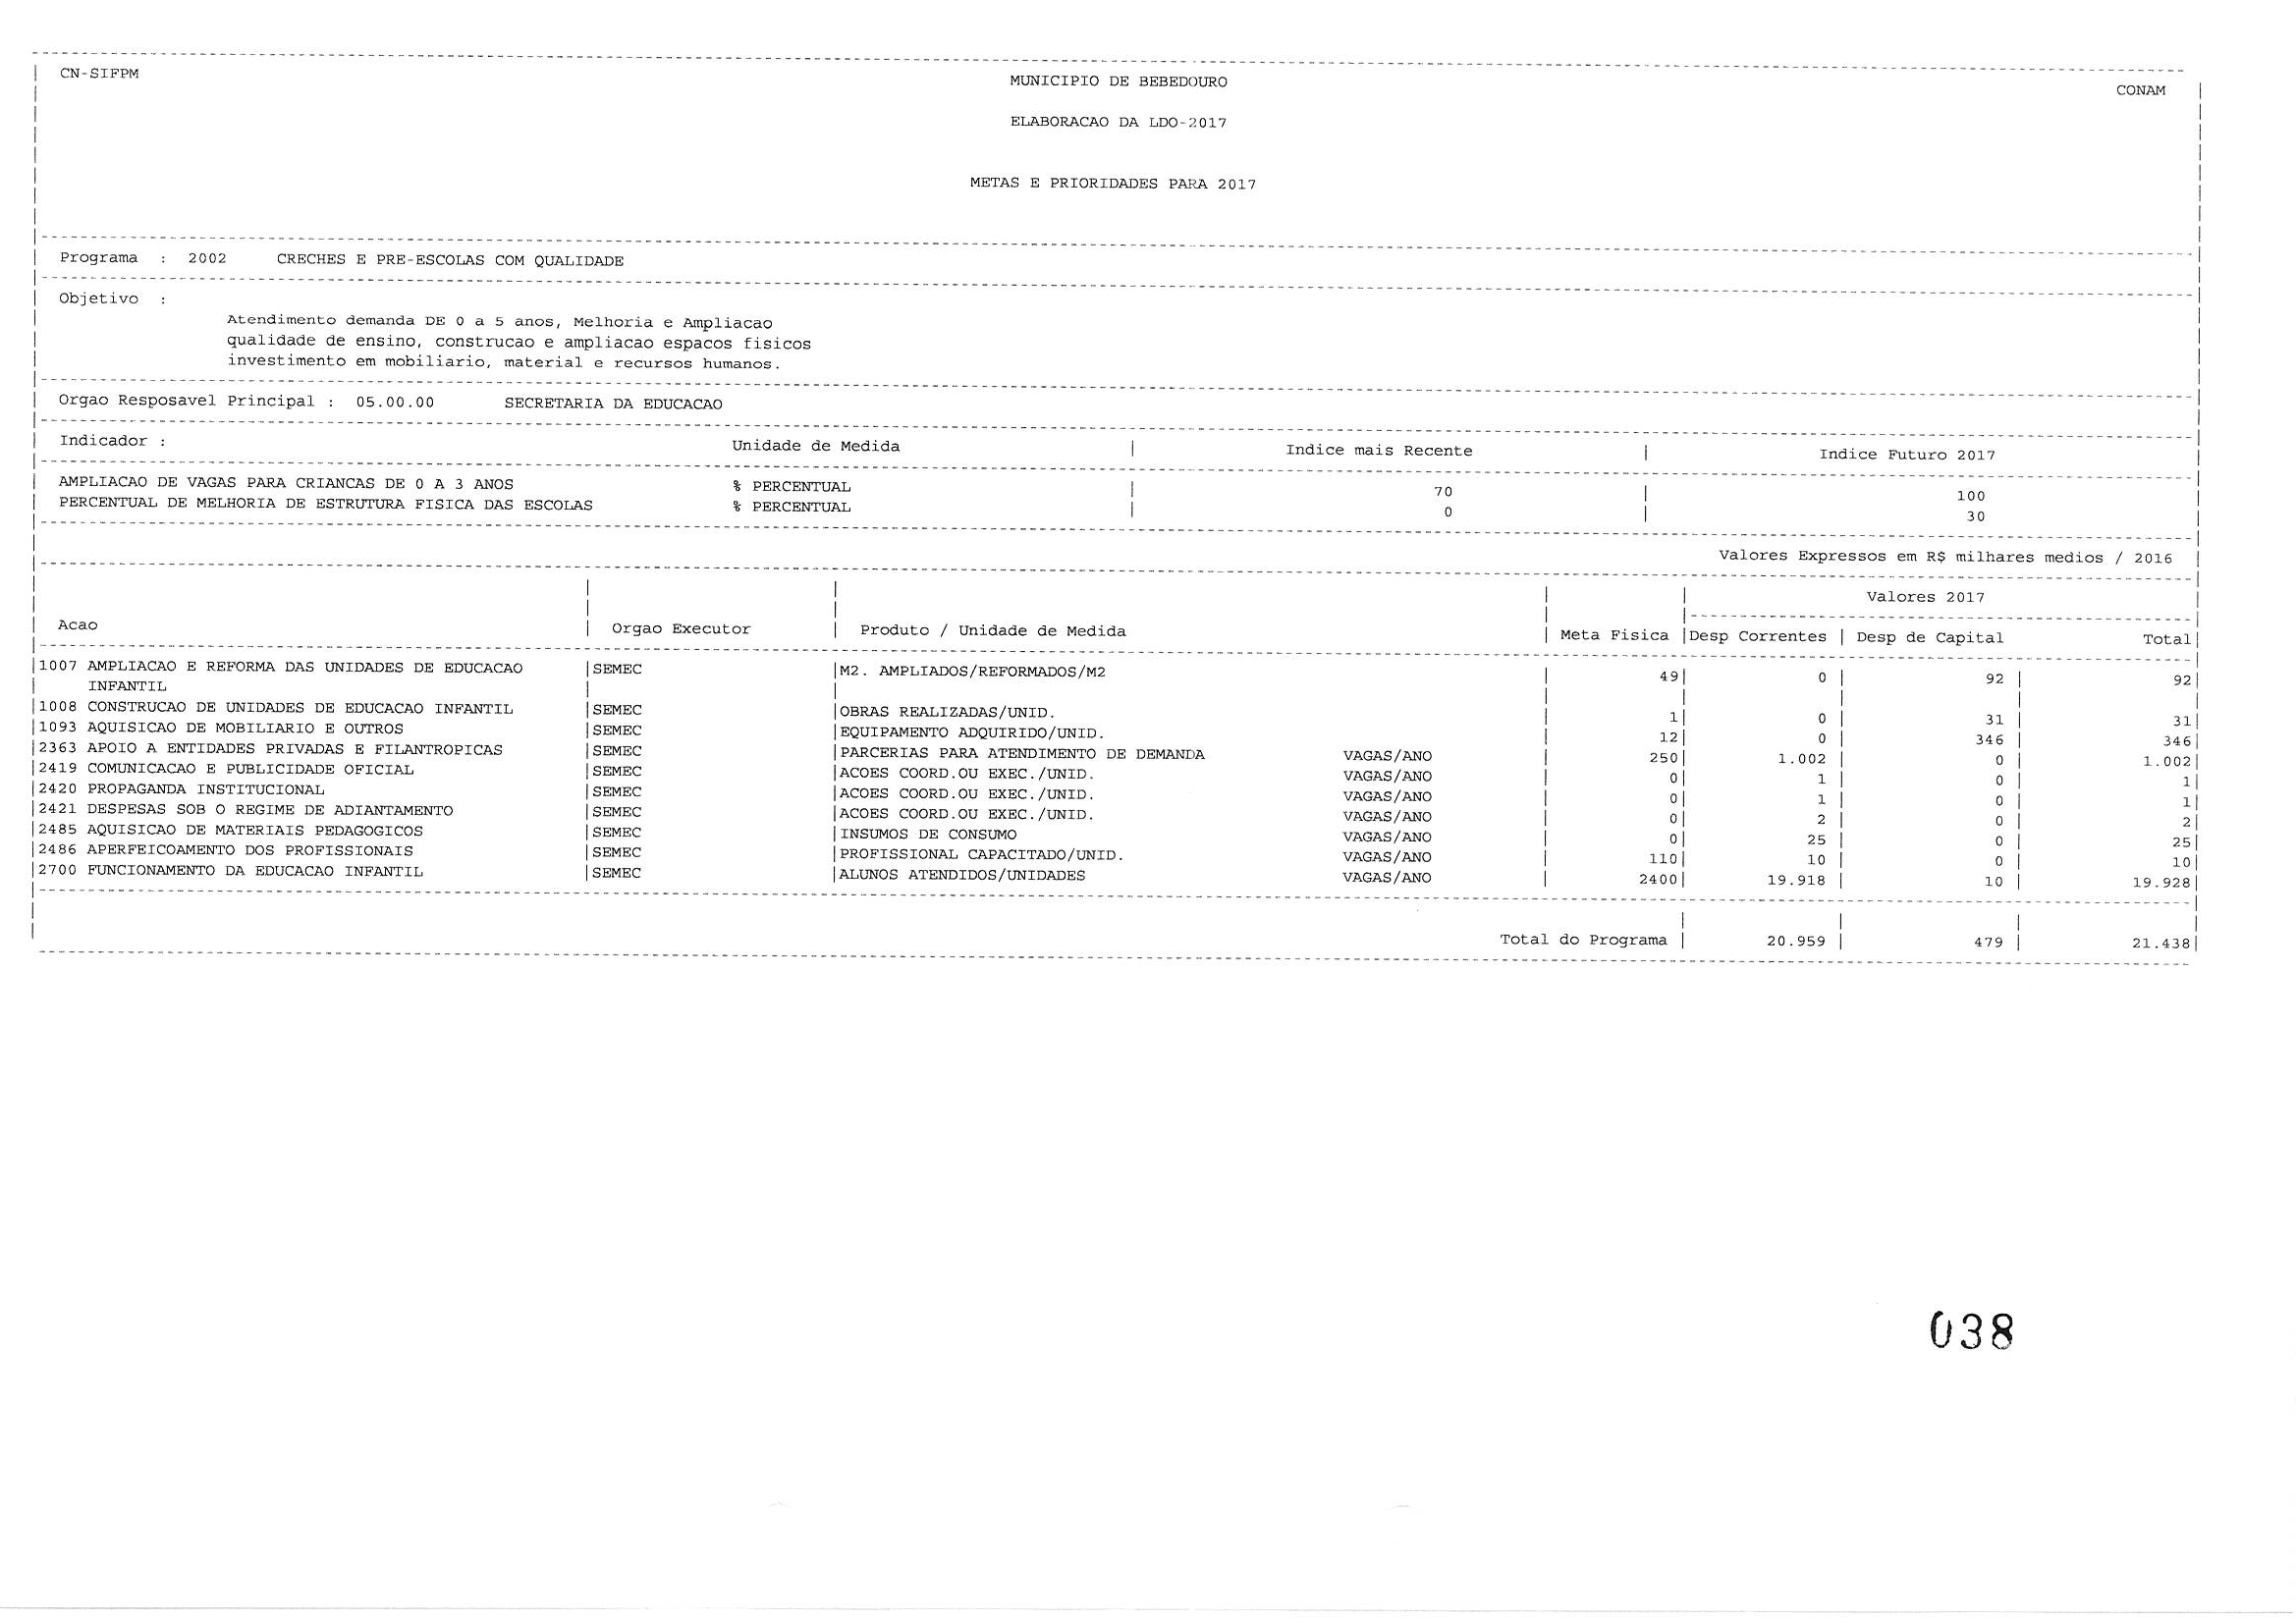 CN-SIFPM MUNICIPIO DE BEBEDOURO CONAM
ELABORACAO DA LDO-2017
METAS E PRIORIDADES PARA 2017
Programa : 2002 CRECHES E PRE-ESCOLAS COM QUALIDADE
Objetivo :
Atendimento demanda DE 0 a 5 anos, Melhoria e Ampliacao
qualidade de ensino, construcao e ampliacao espacos fisicos
investimento em mobiliario, material e recursos humanos.
Orgao Resposavel Principal : 05.00.00 SECRETARIA DA EDUCACAO
Indicador : Unidade de Medida | Indice mais Recente | Indice Futuro 2017
AMPLIACAO DE VAGAS PARA CRIANCAS DE 0 A 3 ANOS % PERCENTUAL | 70 | 100
PERCENTUAL DE MELHORIA DE ESTRUTURA FISICA DAS ESCOLAS % PERCENTUAL | 0 | 30
Valores Expressos em R$ milhares medios / 2016
Valores 2017
Acao | Orgao Executor | Produto / Unidade de Medida | Meta Fisica | Desp Correntes | Desp de Capital Total
1007 AMPLIACAO E REFORMA DAS UNIDADES DE EDUCACAO | SEMEC | M2. AMPLIADOS/REFORMADOS/M2 | 49 | 0 | 92 | 92
INFANTIL
1008 CONSTRUCAO DE UNIDADES DE EDUCACAO INFANTIL | SEMEC | OBRAS REALIZADAS/UNID. | 1 | 0 | 31 | 31
1093 AQUISICAO DE MOBILIARIO E OUTROS | SEMEC | EQUIPAMENTO ADQUIRIDO/UNID. | 12 | 0 | 346 | 346
2363 APOIO A ENTIDADES PRIVADAS E FILANTROPICAS | SEMEC | PARCERIAS PARA ATENDIMENTO DE DEMANDA VAGAS/ANO | 250 | 1.002 | 0 | 1.002
2419 COMUNICACAO E PUBLICIDADE OFICIAL | SEMEC | ACOES COORD.OU EXEC./UNID. VAGAS/ANO | 0 | 1 | 0 | 1
2420 PROPAGANDA INSTITUCIONAL | SEMEC | ACOES COORD.OU EXEC./UNID. VAGAS/ANO | 0 | 1 | 0 | 1
2421 DESPESAS SOB O REGIME DE ADIANTAMENTO | SEMEC | ACOES COORD.OU EXEC./UNID. VAGAS/ANO | 0 | 2 | 0 | 2
2485 AQUISICAO DE MATERIAIS PEDAGOGICOS | SEMEC | INSUMOS DE CONSUMO VAGAS/ANO | 0 | 25 | 0 | 25
2486 APERFEICOAMENTO DOS PROFISSIONAIS | SEMEC | PROFISSIONAL CAPACITADO/UNID. VAGAS/ANO | 110 | 10 | 0 | 10
2700 FUNCIONAMENTO DA EDUCACAO INFANTIL | SEMEC | ALUNOS ATENDIDOS/UNIDADES VAGAS/ANO | 2400 | 19.918 | 10 | 19.928
Total do Programa | 20.959 | 479 | 21.438
038